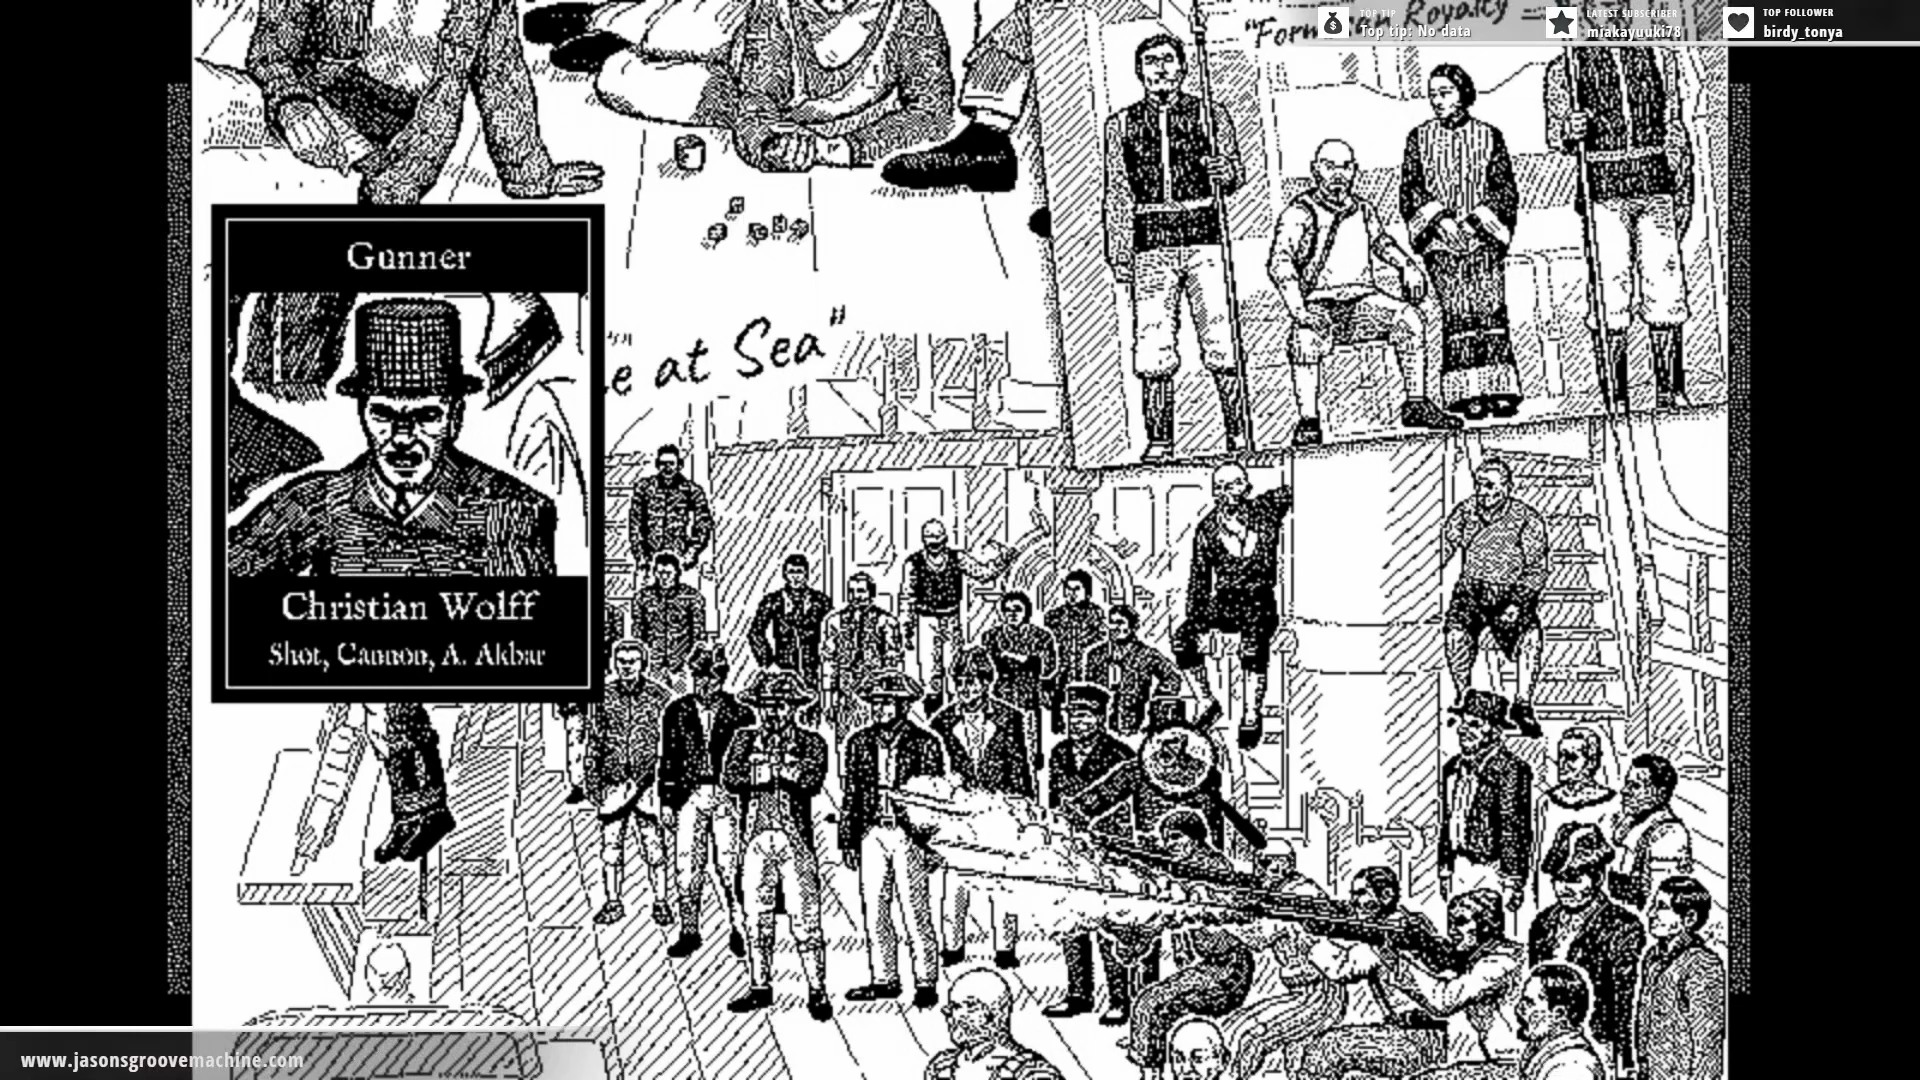 Royalty
"Form
TOP TIP
Top tip: No data
LATEST SUBSCRIBER
miakayuuki78
TOP FOLLOWER
birdy_tonya
Gunner
e at Sea"
Christian Wolff
Shot, Cannon, A. Akbar
www.jasonsgroovemachine.com